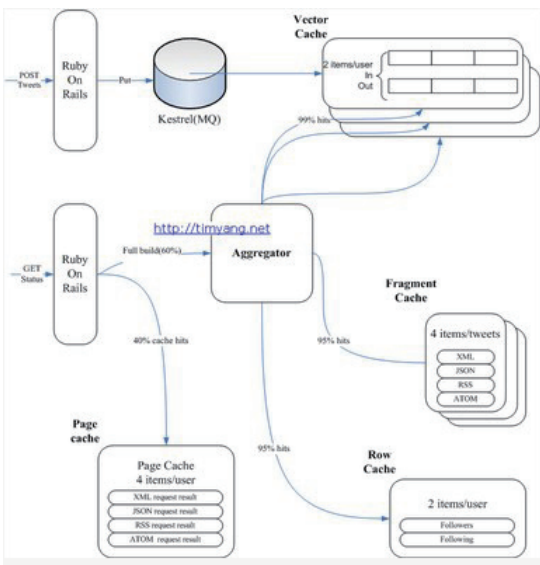 Vector
Cache
POST
Tweets
Ruby
On
Rails
Put
Kestrel(MQ)
2 items/user
In
Out
99% hits
http://timyang.net
GET
Status
Ruby
On
Rails
Full build(60%)
Aggregator
Fragment
Cache
4 items/tweets
XML
JSON
RSS
ATOM
40% cache hits
95% hits
Page
cache
Page Cache
4 items/user
XML request result
JSON request result
RSS request result
ATOM request result
95% hits
Row
Cache
2 items/user
Followers
Following